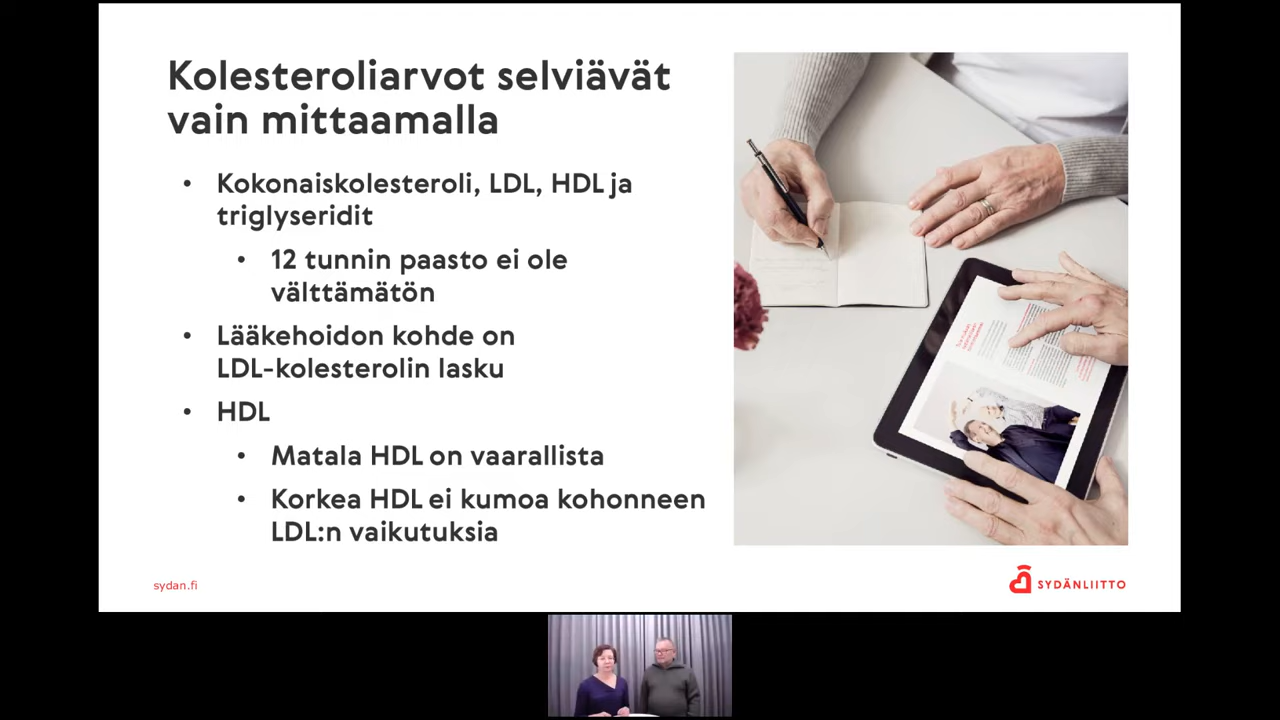 Kolesteroliarvot selviävät
vain mittaamalla
• Kokonaiskolesteroli, LDL, HDL ja
triglyseridit
• 12 tunnin paasto ei ole
välttämätön
• Lääkehoidon kohde on
LDL-kolesterolin lasku
• HDL
• Matala HDL on vaarallista
• Korkea HDL ei kumoa kohonneen
LDL:n vaikutuksia
sydan.fi
SYDÄNLIITTO